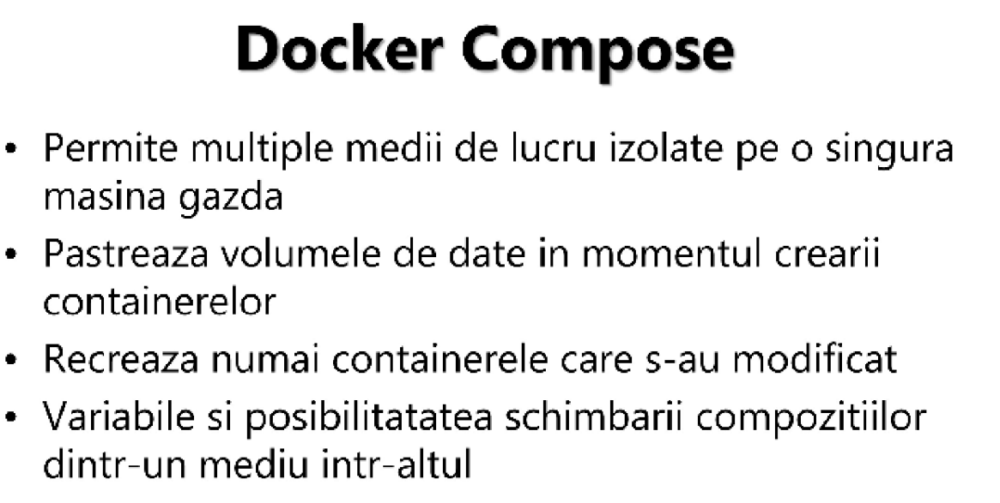 Docker Compose
• Permite multiple medii de lucru izolate pe o singura
masina gazda
• Pastreaza volumele de date in momentul crearii
containerelor
• Recreaza numai containerele care s-au modificat
• Variabile si posibilitatatea schimbarii compozitiilor
dintr-un mediu intr-altul